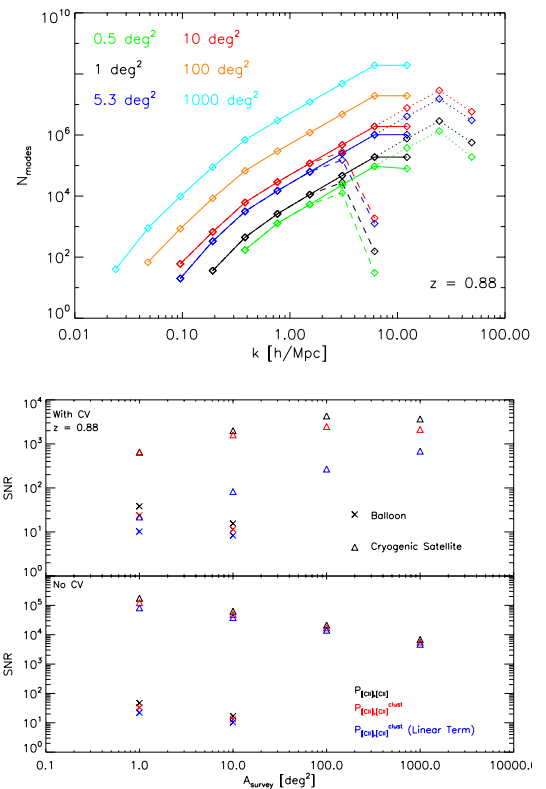 10^10
10^8
10^6
10^4
10^2
10^0
N_modes
0.5 deg^2
10 deg^2
1 deg^2
100 deg^2
5.3 deg^2
1000 deg^2
z = 0.88
0.01
0.10
1.00
10.00
100.00
k [h/Mpc]
10^4
10^3
10^2
10^1
10^0
SNR
With CV
z = 0.88
Balloon
Cryogenic Satellite
10^5
10^4
10^3
10^2
10^1
10^0
SNR
No CV
P_[CII],[CII]
P_[CII],[CII]^clust
P_[CII],[CII]^clust (Linear Term)
0.1
1.0
10.0
100.0
1000.0
10000.
A_survey [deg^2]